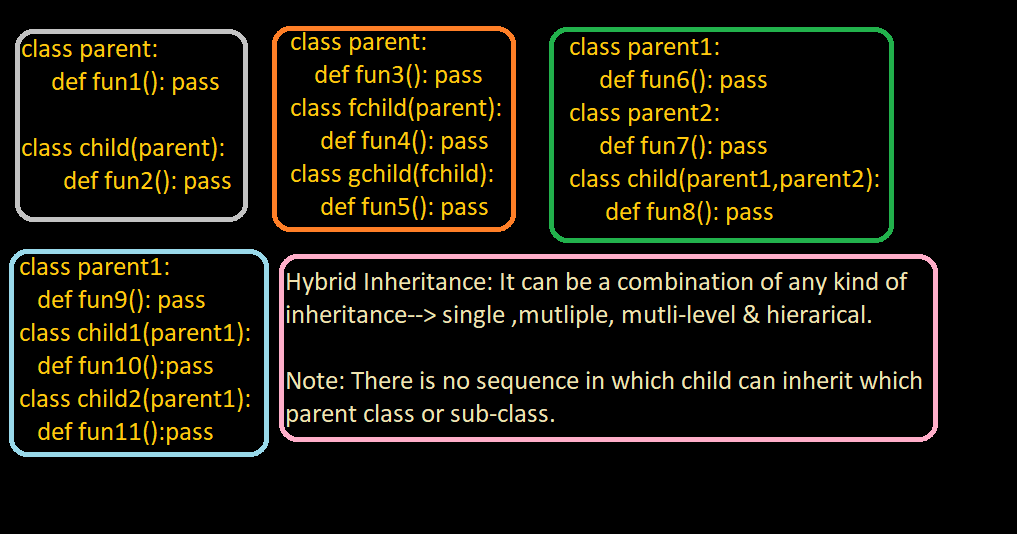 class parent:
def fun1(): pass
class child(parent):
def fun2(): pass
class parent:
def fun3(): pass
class fchild(parent):
def fun4(): pass
class gchild(fchild):
def fun5(): pass
class parent1:
def fun6(): pass
class parent2:
def fun7(): pass
class child(parent1,parent2):
def fun8(): pass
class parent1:
def fun9(): pass
class child1(parent1):
def fun10():pass
class child2(parent1):
def fun11():pass
Hybrid Inheritance: It can be a combination of any kind of
inheritance--> single ,mutliple, mutli-level & hierarical.
Note: There is no sequence in which child can inherit which
parent class or sub-class.